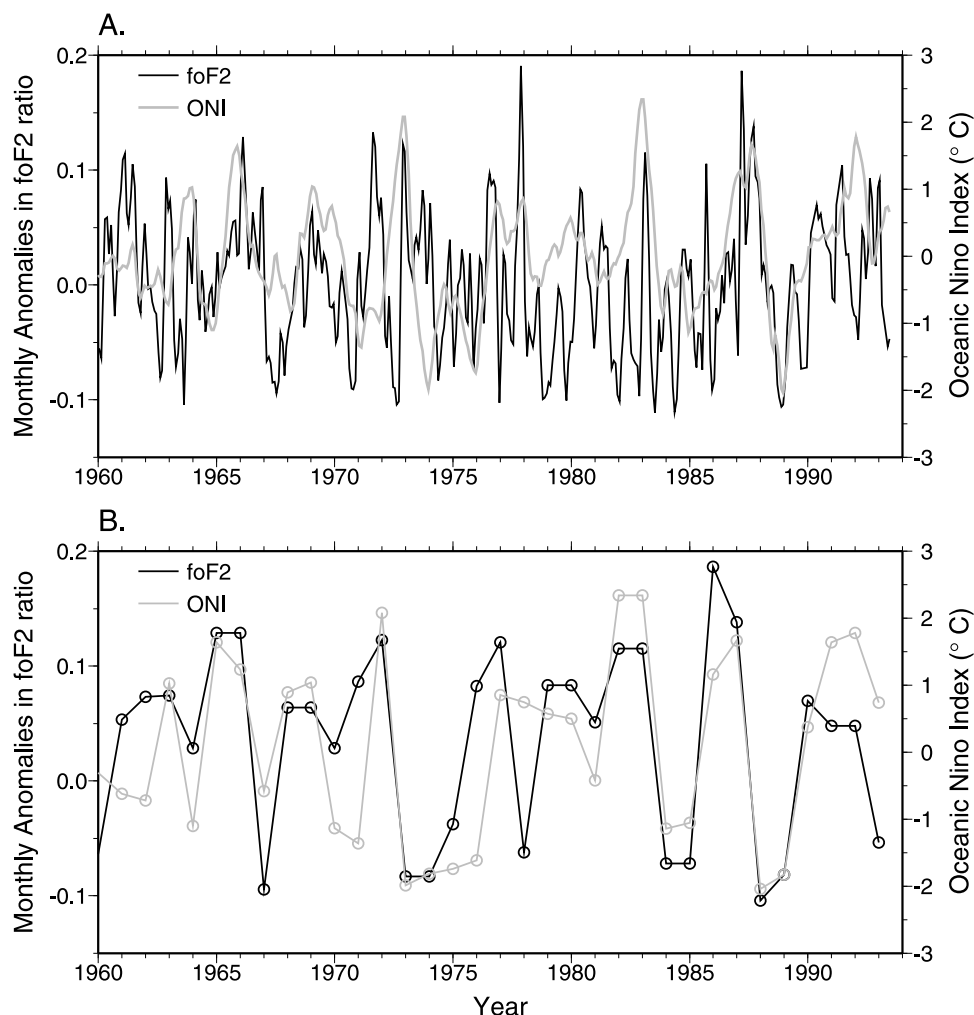 A.
Monthly Anomalies in foF2 ratio
0.2
0.1
0.0
-0.1
foF2
ONI
3
2
1
0
-1
-2
-3
Oceanic Nino Index (° C)
1960 1965 1970 1975 1980 1985 1990
B.
Monthly Anomalies in foF2 ratio
0.2
0.1
0.0
-0.1
foF2
ONI
3
2
1
0
-1
-2
-3
Oceanic Nino Index (° C)
1960 1965 1970 1975 1980 1985 1990
Year